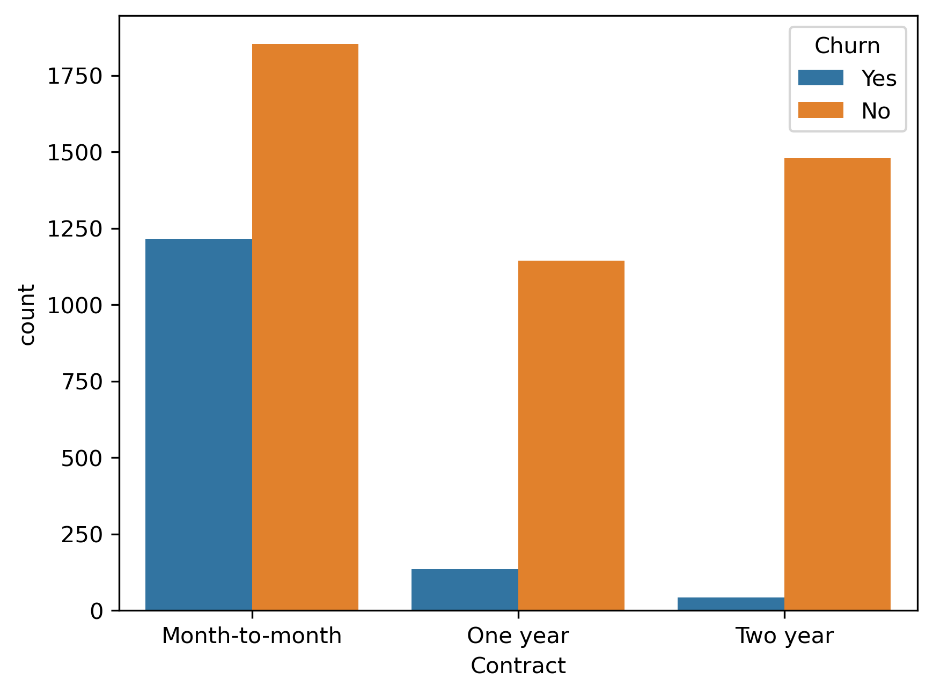 Churn
Yes
No
1750
1500
1250
1000
750
500
250
0
count
Month-to-month One year Two year
Contract